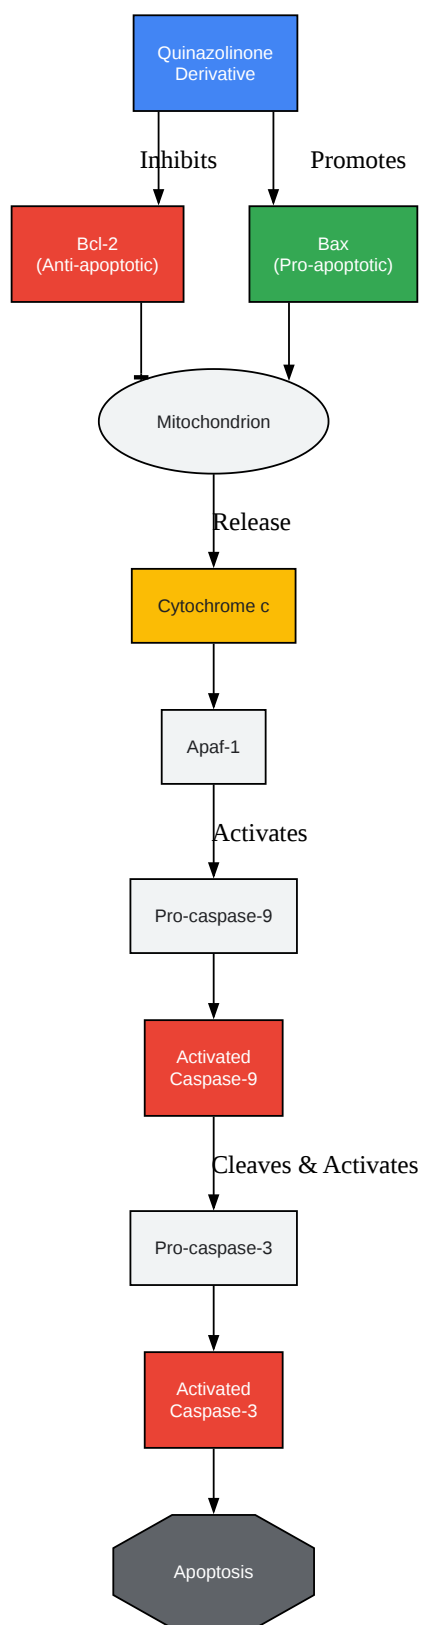 Quinazolinone
Derivative
Inhibits
Promotes
Bcl-2
(Anti-apoptotic)
Bax
(Pro-apoptotic)
Mitochondrion
Release
Cytochrome c
Apaf-1
Activates
Pro-caspase-9
Activated
Caspase-9
Cleaves & Activates
Pro-caspase-3
Activated
Caspase-3
Apoptosis